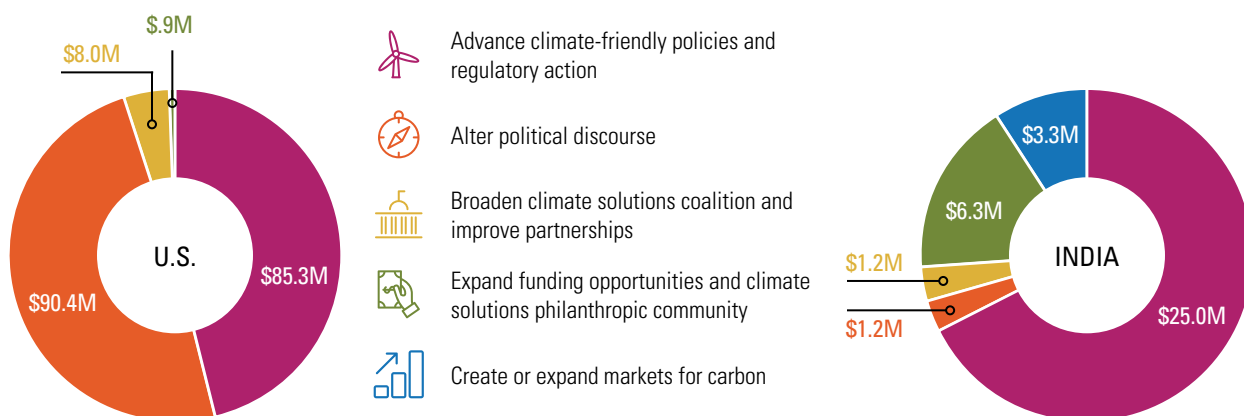 $.9M
$8.0M
$90.4M
U.S.
$85.3M
Advance climate-friendly policies and
regulatory action
Alter political discourse
Broaden climate solutions coalition and
improve partnerships
Expand funding opportunities and climate
solutions philanthropic community
Create or expand markets for carbon
$3.3M
$6.3M
$1.2M
$1.2M
INDIA
$25.0M